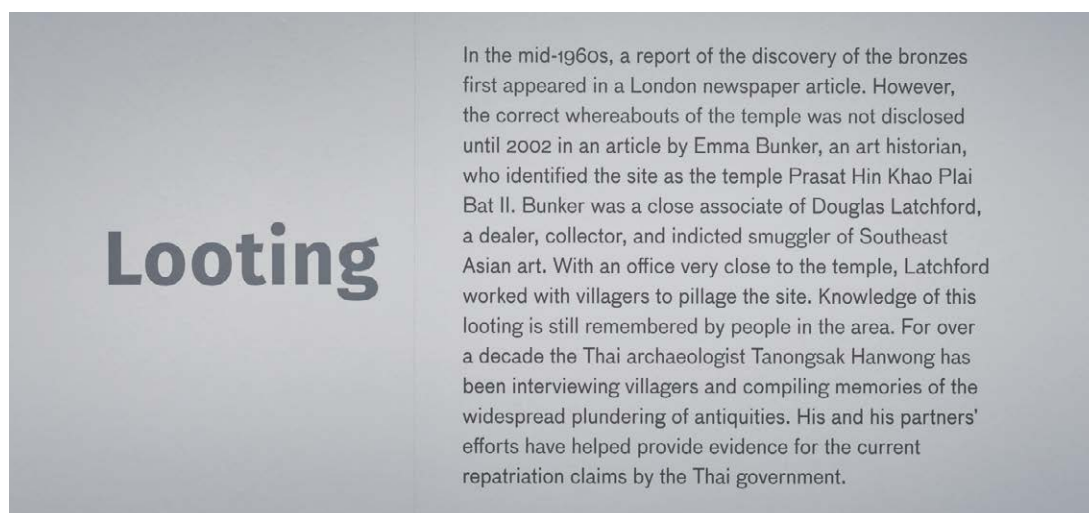 Looting
In the mid-1960s, a report of the discovery of the bronzes
first appeared in a London newspaper article. However,
the correct whereabouts of the temple was not disclosed
until 2002 in an article by Emma Bunker, an art historian,
who identified the site as the temple Prasat Hin Khao Plai
Bat II. Bunker was a close associate of Douglas Latchford,
a dealer, collector, and indicted smuggler of Southeast
Asian art. With an office very close to the temple, Latchford
worked with villagers to pillage the site. Knowledge of this
looting is still remembered by people in the area. For over
a decade the Thai archaeologist Tanongsak Hanwong has
been interviewing villagers and compiling memories of the
widespread plundering of antiquities. His and his partners'
efforts have helped provide evidence for the current
repatriation claims by the Thai government.